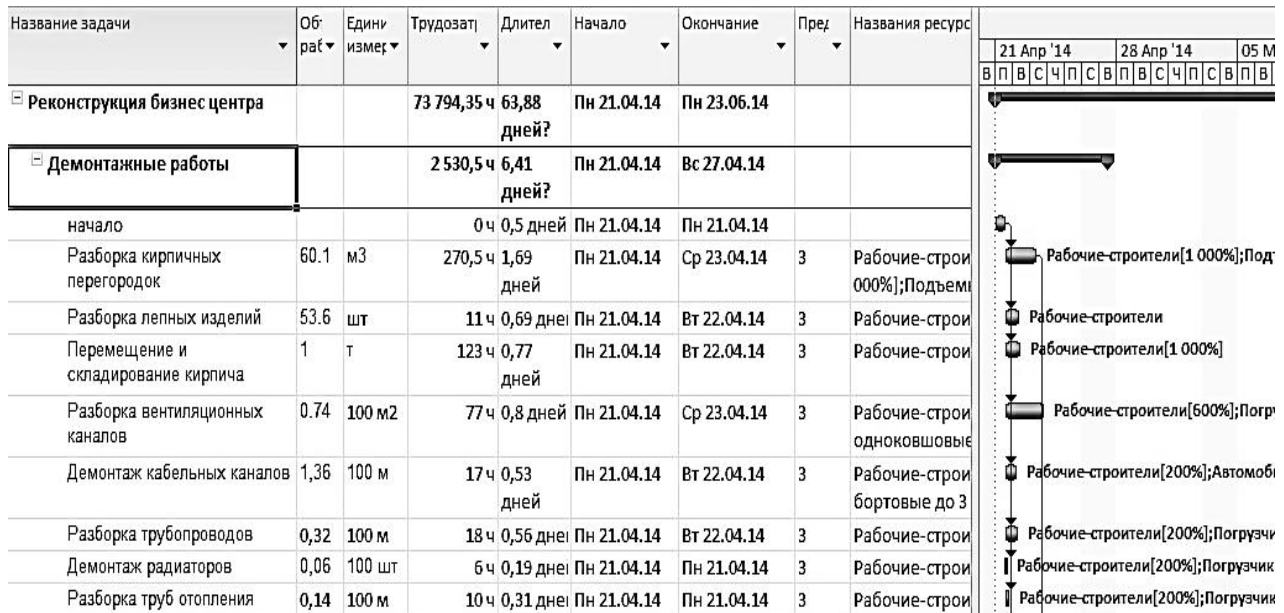 Название задачи Об Едини Трудозат Длител Начало Окончание Пред Названия ресурс
раб измер
21 Апр '14 28 Апр '14 05 М
В П В С Ч П С В П В С Ч П С В П В
Реконструкция бизнес центра 73 794,35 ч 63,88 Пн 21.04.14 Пн 23.06.14
дней?
Демонтажные работы 2 530,5 ч 6,41 Пн 21.04.14 Вс 27.04.14
дней?
начало 0 ч 0,5 дней Пн 21.04.14 Пн 21.04.14
Разборка кирпичных 60.1 м3 270,5 ч 1,69 Пн 21.04.14 Ср 23.04.14 3 Рабочие-строи Рабочие-строители[1 000%];Под
перегородок дней 000%];Подъем
Разборка лепных изделий 53.6 шт 11 ч 0,69 дне Пн 21.04.14 Вт 22.04.14 3 Рабочие-строи Рабочие-строители
Перемещение и 1 т 123 ч 0,77 Пн 21.04.14 Вт 22.04.14 3 Рабочие-строи Рабочие-строители[1 000%]
складирование кирпича дней
Разборка вентиляционных 0.74 100 м2 77 ч 0,8 дней Пн 21.04.14 Ср 23.04.14 3 Рабочие-строи Рабочие-строители[600%];Погру
каналов одноковшовые
Демонтаж кабельных каналов 1,36 100 м 17 ч 0,53 Пн 21.04.14 Вт 22.04.14 3 Рабочие-строи Рабочие-строители[200%];Автомоб
дней бортовые до 3
Разборка трубопроводов 0,32 100 м 18 ч 0,56 дне Пн 21.04.14 Вт 22.04.14 3 Рабочие-строи Рабочие-строители[200%];Погрузчи
Демонтаж радиаторов 0,06 100 шт 6 ч 0,19 дне Пн 21.04.14 Пн 21.04.14 3 Рабочие-строи Рабочие-строители[200%];Погрузчик
Разборка труб отопления 0,14 100 м 10 ч 0,31 дне Пн 21.04.14 Пн 21.04.14 3 Рабочие-строи Рабочие-строители[200%];Погрузчик